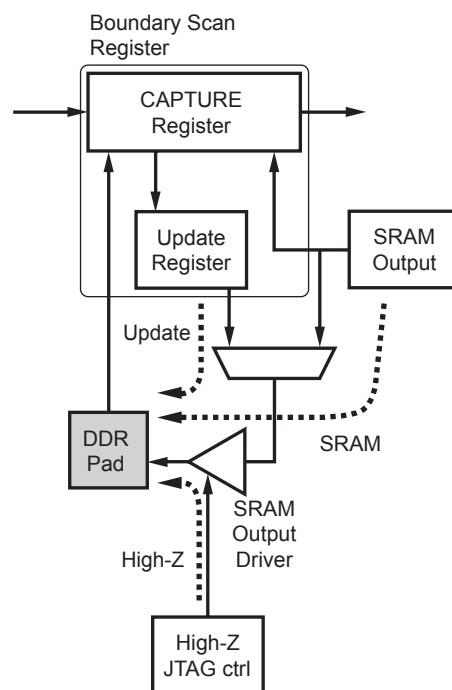 Boundary Scan
Register
CAPTURE
Register
Update
Register
SRAM
Output
Update
SRAM
DDR
Pad
SRAM
Output
Driver
High-Z
High-Z
JTAG ctrl